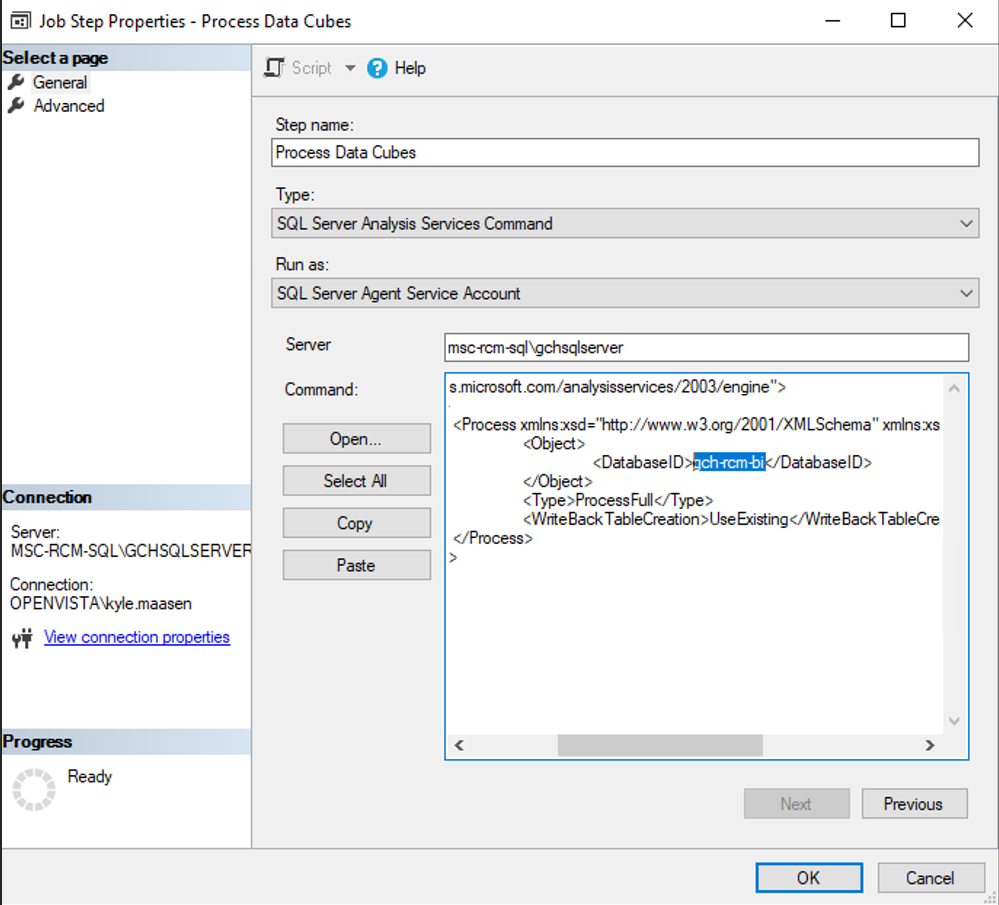 Job Step Properties - Process Data Cubes
Select a page
General
Advanced
Script
Help
Step name:
Process Data Cubes
Type:
SQL Server Analysis Services Command
Run as:
SQL Server Agent Service Account
Server
msc-rcm-sql\gchsqlserver
Command:
s.microsoft.com/analysisservices/2003/engine">
<Process xmlns:xsd="http://www.w3.org/2001/XMLSchema" xmlns:xs
<Object>
<DatabaseID>gch-rcm-bi</DatabaseID>
</Object>
<Type>ProcessFull</Type>
<WriteBackTableCreation>UseExisting</WriteBackTableCre
</Process>
>
Open...
Select All
Copy
Paste
Connection
Server:
MSC-RCM-SQL\GCHSQLSERVER
Connection:
OPENVISTA\kyle.maasen
View connection properties
Progress
Ready
Next
Previous
OK
Cancel